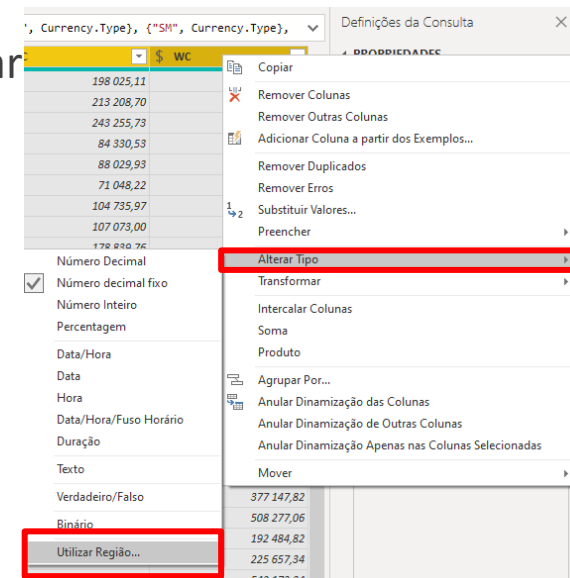 ", Currency.Type}, {"SM", Currency.Type},
Definições da Consulta
PROPRIEDADES
ar
$ WC
198 025,11
213 208,70
243 255,73
84 330,53
88 029,93
71 048,22
104 735,97
107 073,00
178 839,76
Copiar
Remover Colunas
Remover Outras Colunas
Adicionar Coluna a partir dos Exemplos...
Remover Duplicados
Remover Erros
Substituir Valores...
Preencher
Alterar Tipo
Transformar
Intercalar Colunas
Soma
Produto
Agrupar Por...
Anular Dinamização das Colunas
Anular Dinamização de Outras Colunas
Anular Dinamização Apenas nas Colunas Selecionadas
Mover
Número Decimal
Número decimal fixo
Número Inteiro
Percentagem
Data/Hora
Data
Hora
Data/Hora/Fuso Horário
Duração
Texto
Verdadeiro/Falso
Binário
Utilizar Região...
377 147,82
508 277,06
192 484,82
225 657,34